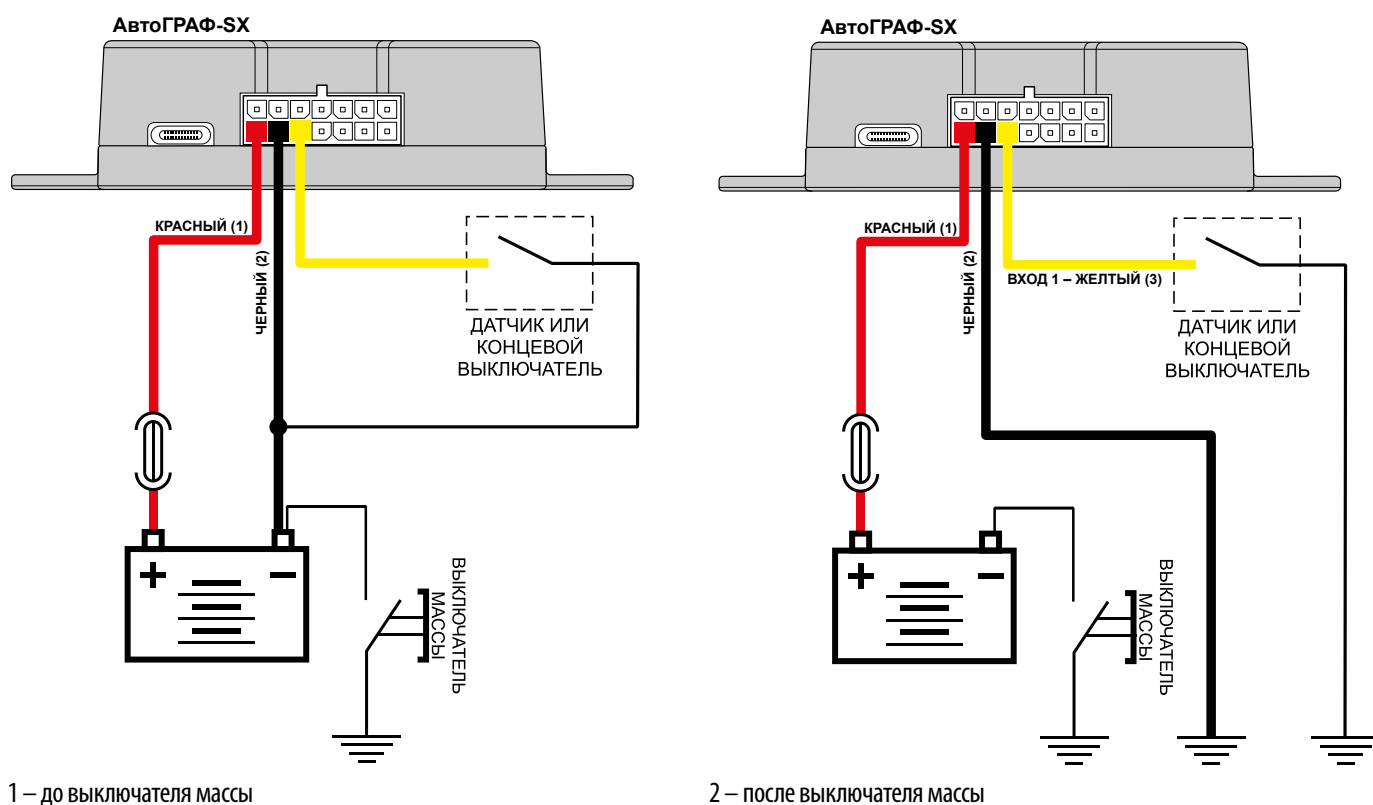 АвтоГРАФ-SX
КРАСНЫЙ (1)
ЧЕРНЫЙ (2)
ДАТЧИК ИЛИ
КОНЦЕВОЙ
ВЫКЛЮЧАТЕЛЬ
+
–
ВЫКЛЮЧАТЕЛЬ
МАССЫ
1 – до выключателя массы
АвтоГРАФ-SX
КРАСНЫЙ (1)
ЧЕРНЫЙ (2)
ВХОД 1 – ЖЕЛТЫЙ (3)
ДАТЧИК ИЛИ
КОНЦЕВОЙ
ВЫКЛЮЧАТЕЛЬ
+
–
ВЫКЛЮЧАТЕЛЬ
МАССЫ
2 – после выключателя массы